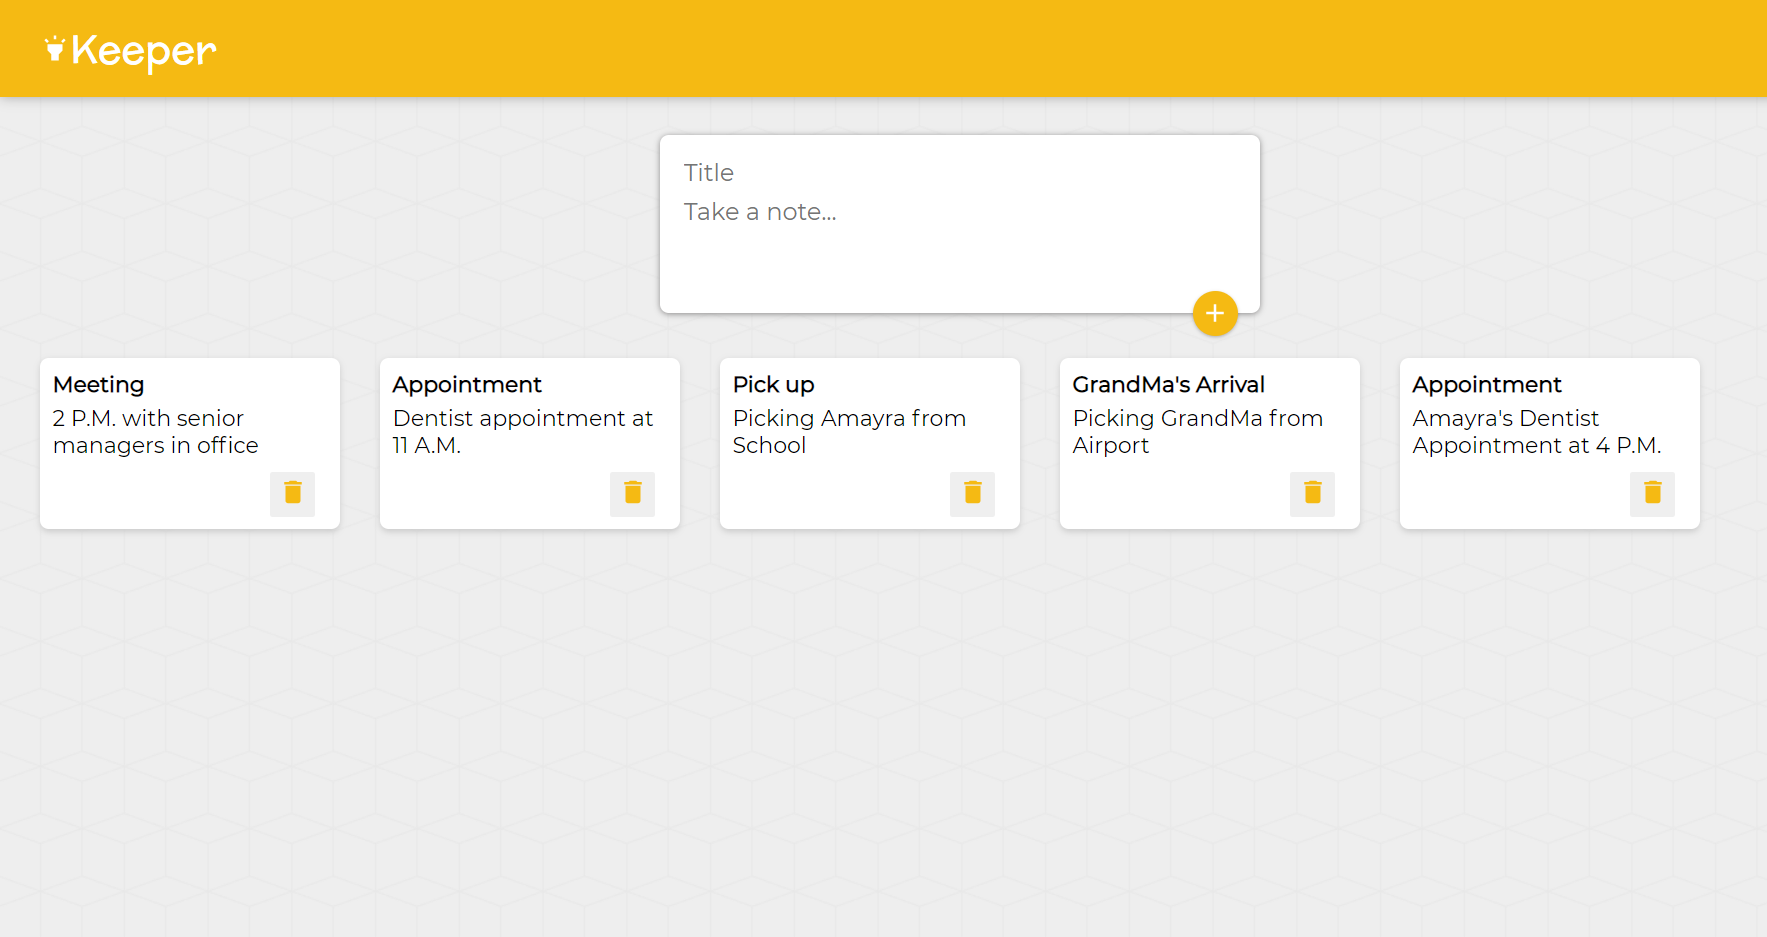 Keeper
Title
Take a note...
Meeting
2 P.M. with senior
managers in office
Appointment
Dentist appointment at
11 A.M.
Pick up
Picking Amayra from
School
GrandMa's Arrival
Picking GrandMa from
Airport
Appointment
Amayra's Dentist
Appointment at 4 P.M.